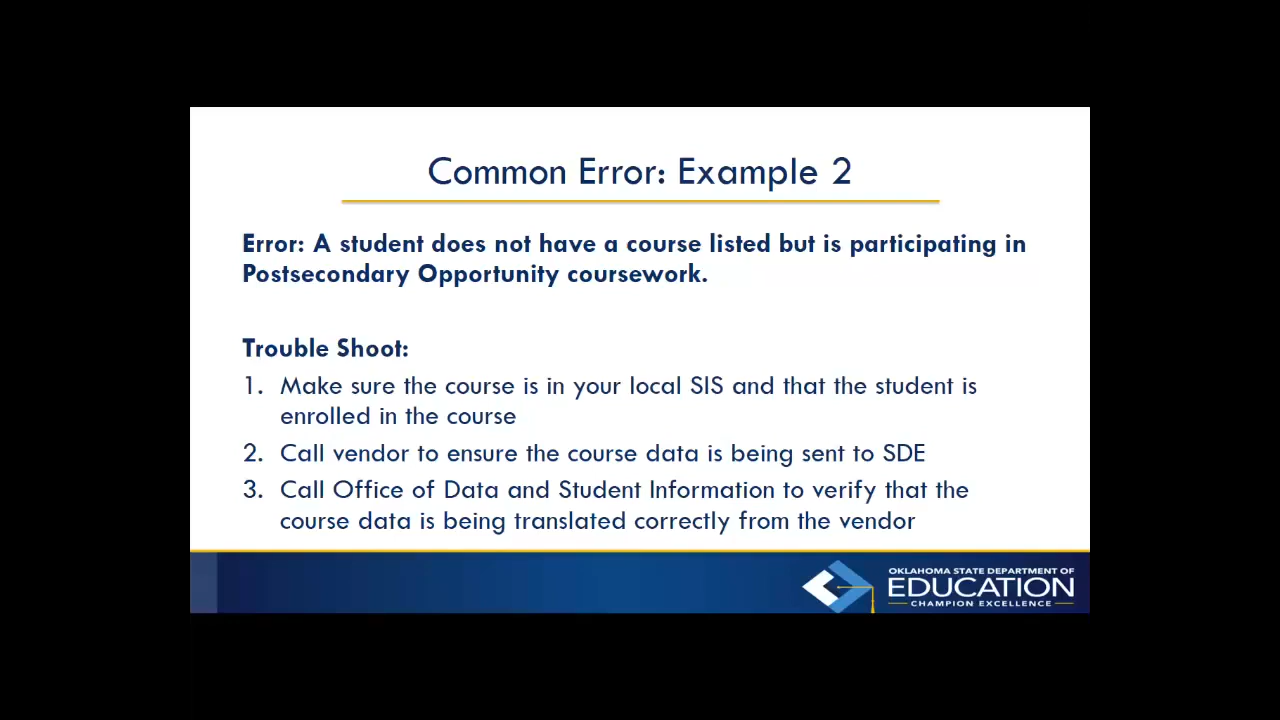 Common Error: Example 2
Error: A student does not have a course listed but is participating in
Postsecondary Opportunity coursework.
Trouble Shoot:
1. Make sure the course is in your local SIS and that the student is
enrolled in the course
2. Call vendor to ensure the course data is being sent to SDE
3. Call Office of Data and Student Information to verify that the
course data is being translated correctly from the vendor
OKLAHOMA STATE DEPARTMENT OF
EDUCATION
CHAMPION EXCELLENCE